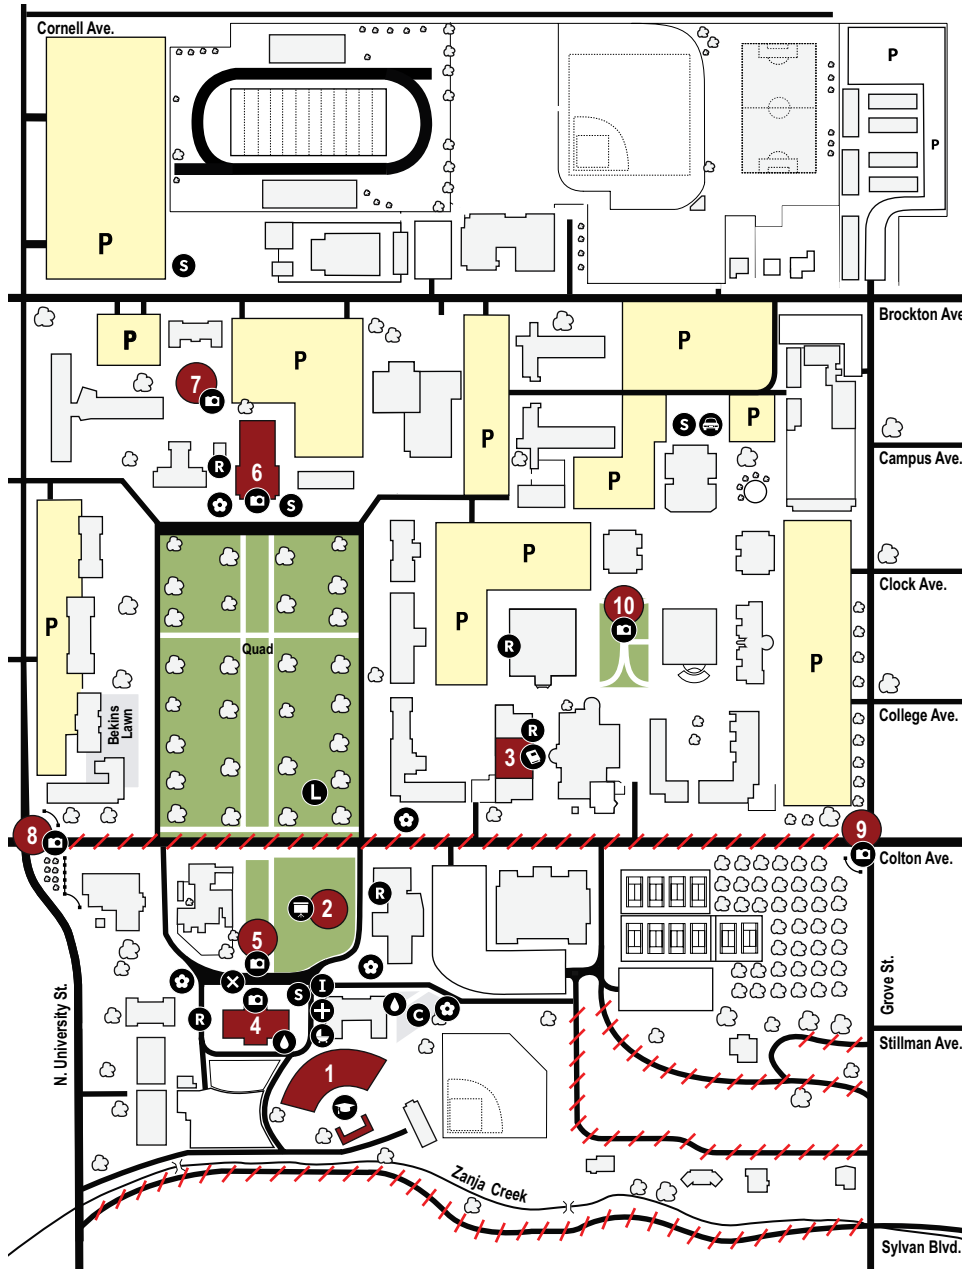 Cornell Ave.
P
P
P
S
Brockton Ave
P
P
P
7
P
S
P
Campus Ave.
6
R
P
S
P
Clock Ave.
10
P
P
R
Quad
P
College Ave.
Bekins
Lawn
R
3
L
8
9
Colton Ave.
R
2
5
Grove St.
I
S
N. University St.
R
4
C
Stillman Ave.
1
Zanja Creek
Sylvan Blvd.